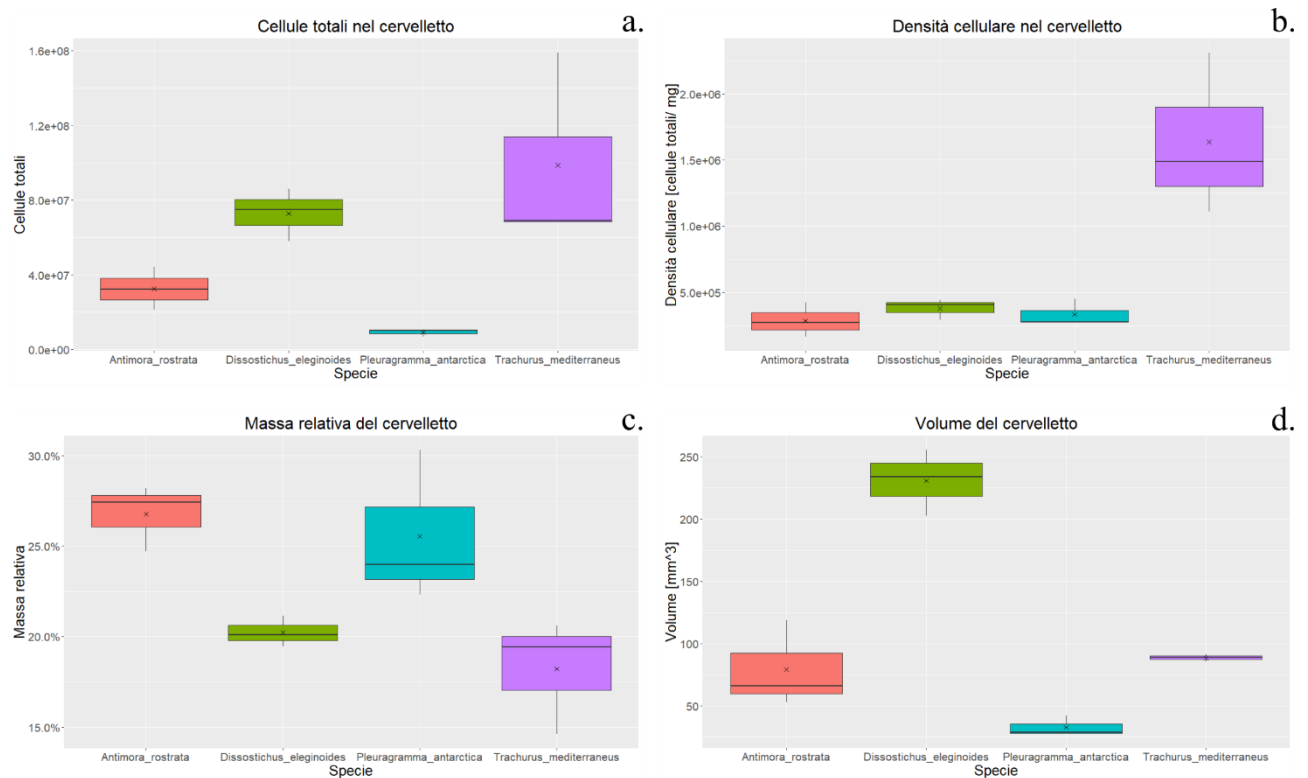 Cellule totali nel cervelletto
a.
Cellule totali
1.6e+08
1.2e+08
8.0e+07
4.0e+07
0.0e+00
Antimora_rostrata Dissostichus_eleginoides Pleuragramma_antarctica Trachurus_mediterraneus
Specie
Densità cellulare nel cervelletto
b.
Densità cellulare [cellule totali/ mg]
2.0e+06
1.5e+06
1.0e+06
5.0e+05
Antimora_rostrata Dissostichus_eleginoides Pleuragramma_antarctica Trachurus_mediterraneus
Specie
Massa relativa del cervelletto
c.
Massa relativa
30.0%
25.0%
20.0%
15.0%
Antimora_rostrata Dissostichus_eleginoides Pleuragramma_antarctica Trachurus_mediterraneus
Specie
Volume del cervelletto
d.
Volume [mm^3]
250
200
150
100
50
Antimora_rostrata Dissostichus_eleginoides Pleuragramma_antarctica Trachurus_mediterraneus
Specie